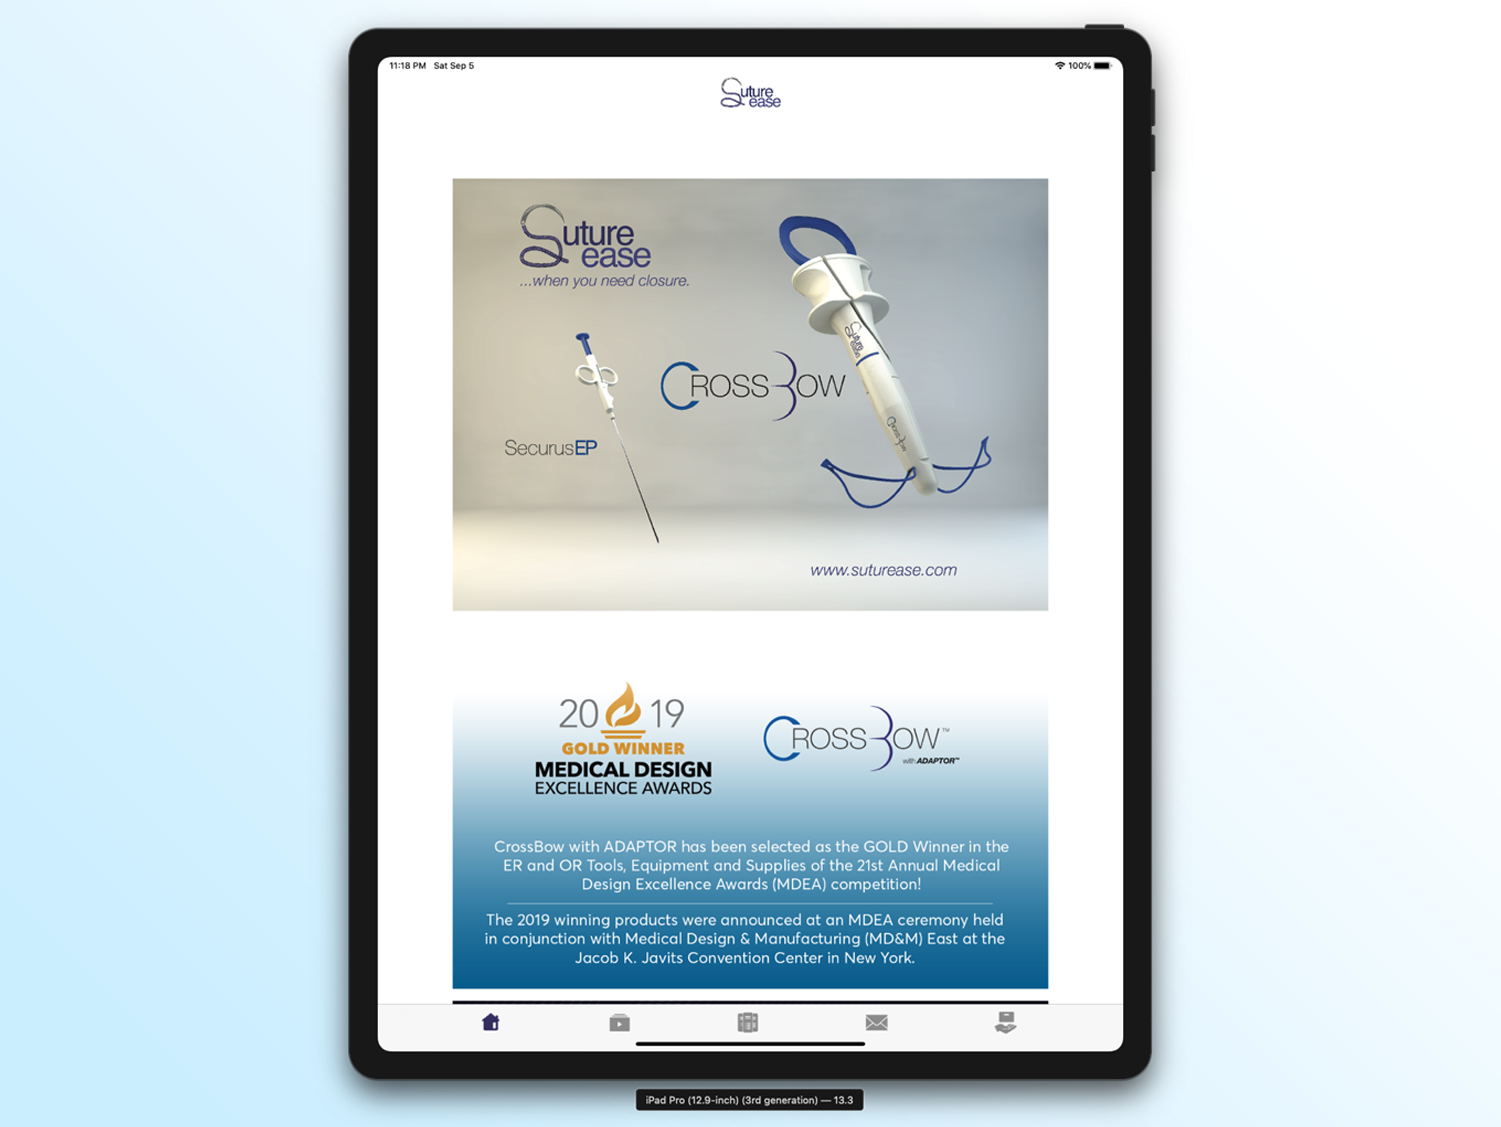 11:18 PM Sat Sep 5
100%
Suture
ease
Suture
ease
...when you need closure.
Suture
ease
CROSSBOW
CROSSBOW
SecurusEP
www.suturease.com
20 19
GOLD WINNER
MEDICAL DESIGN
EXCELLENCE AWARDS
CROSSBOW™
with ADAPTOR™
CrossBow with ADAPTOR has been selected as the GOLD Winner in the
ER and OR Tools, Equipment and Supplies of the 21st Annual Medical
Design Excellence Awards (MDEA) competition!
The 2019 winning products were announced at an MDEA ceremony held
in conjunction with Medical Design & Manufacturing (MD&M) East at the
Jacob K. Javits Convention Center in New York.
iPad Pro (12.9-inch) (3rd generation) — 13.3